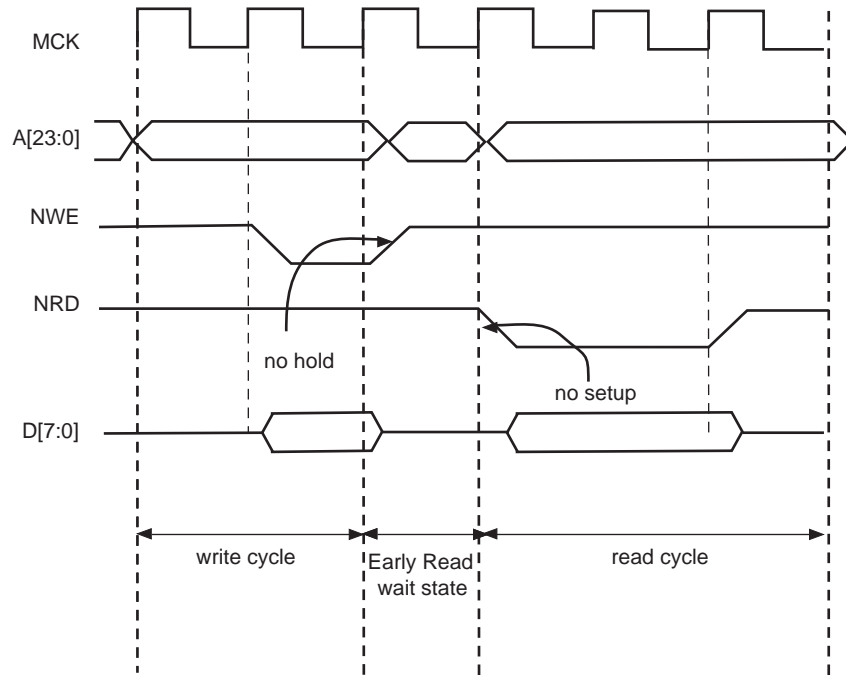 MCK
A[23:0]
NWE
NRD
no hold
no setup
D[7:0]
write cycle
Early Read
wait state
read cycle